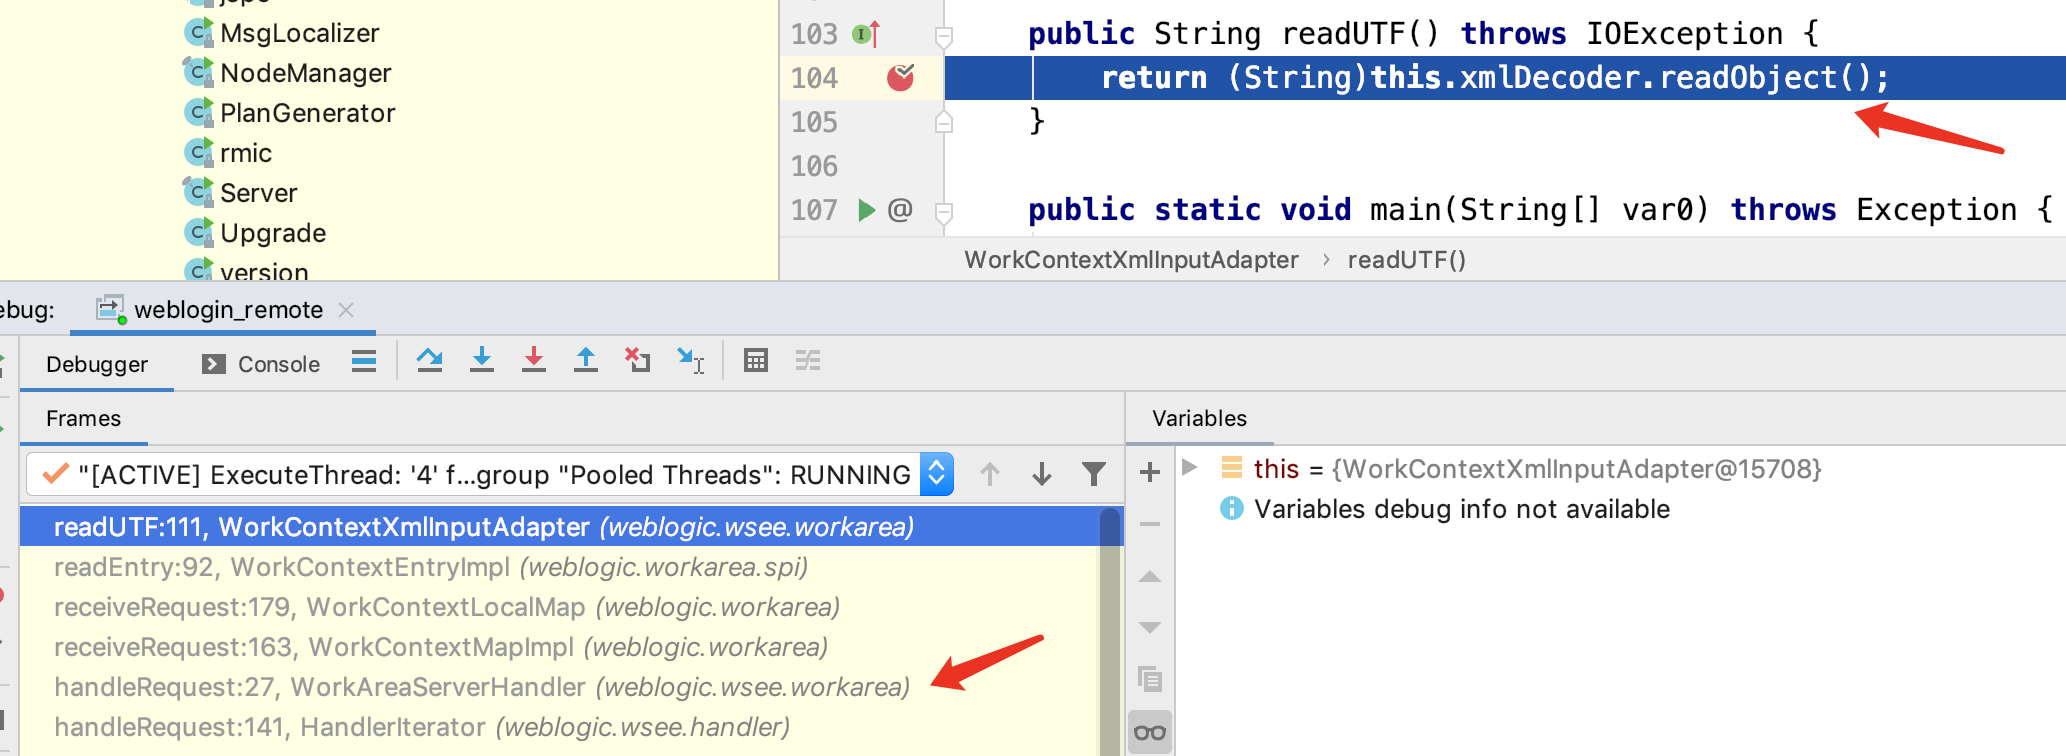 jspc
MsgLocalizer
NodeManager
PlanGenerator
rmic
Server
Upgrade
version
103 public String readUTF() throws IOException {
104 return (String)this.xmlDecoder.readObject();
105 }
106
107 @ public static void main(String[] var0) throws Exception {
WorkContextXmlInputAdapter › readUTF()
ebug: weblogin_remote
Debugger Console
Frames
"[ACTIVE] ExecuteThread: '4' f...group "Pooled Threads": RUNNING
readUTF:111, WorkContextXmlInputAdapter (weblogic.wsee.workarea)
readEntry:92, WorkContextEntryImpl (weblogic.workarea.spi)
receiveRequest:179, WorkContextLocalMap (weblogic.workarea)
receiveRequest:163, WorkContextMapImpl (weblogic.workarea)
handleRequest:27, WorkAreaServerHandler (weblogic.wsee.workarea)
handleRequest:141, HandlerIterator (weblogic.wsee.handler)
Variables
this = {WorkContextXmlInputAdapter@15708}
Variables debug info not available